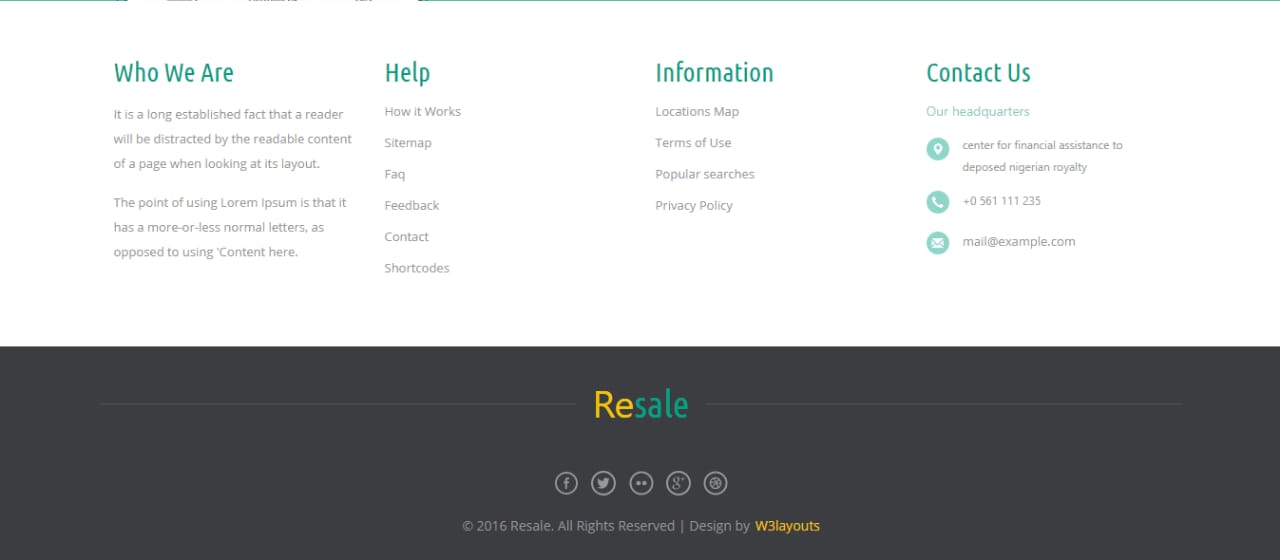 Who We Are
It is a long established fact that a reader
will be distracted by the readable content
of a page when looking at its layout.
The point of using Lorem Ipsum is that it
has a more-or-less normal letters, as
opposed to using 'Content here.
Help
How it Works
Sitemap
Faq
Feedback
Contact
Shortcodes
Information
Locations Map
Terms of Use
Popular searches
Privacy Policy
Contact Us
Our headquarters
center for financial assistance to
deposed nigerian royalty
+0 561 111 235
mail@example.com
Resale
© 2016 Resale. All Rights Reserved | Design by W3layouts